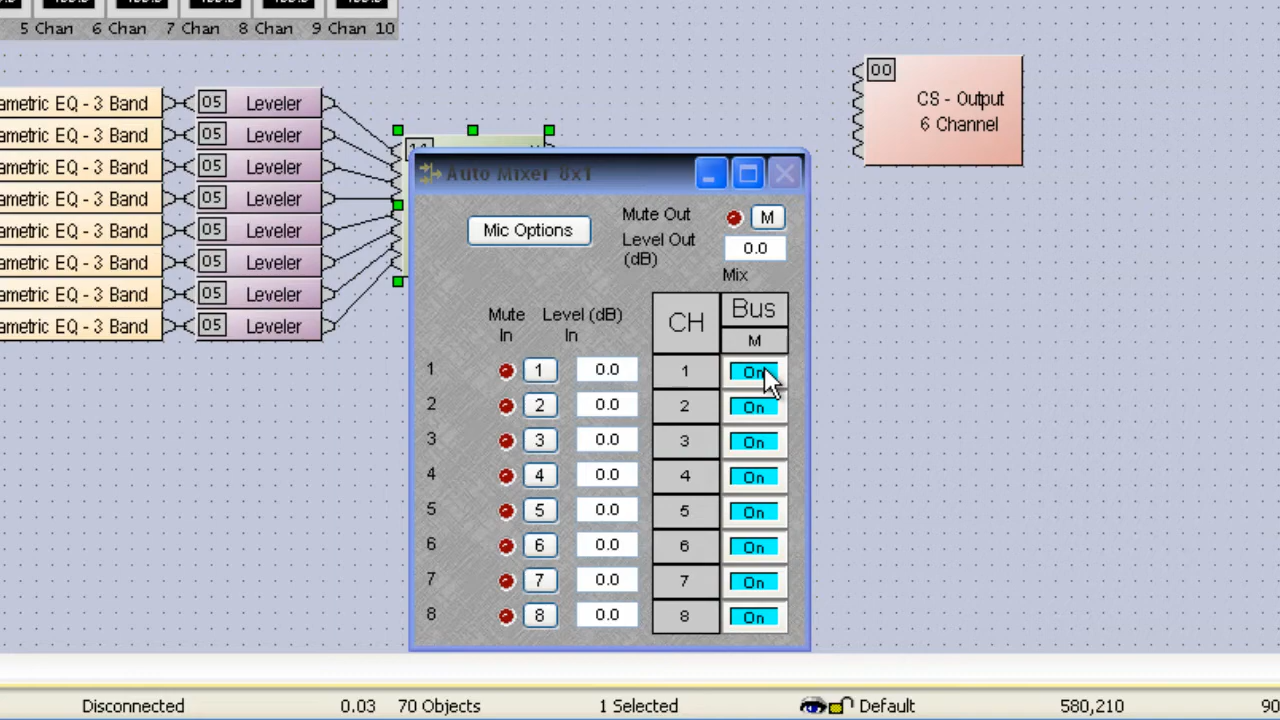 5 Chan 6 Chan 7 Chan 8 Chan 9 Chan 10
00
CS - Output
6 Channel
ametric EQ - 3 Band 05 Leveler
ametric EQ - 3 Band 05 Leveler
ametric EQ - 3 Band 05 Leveler
ametric EQ - 3 Band 05 Leveler
ametric EQ - 3 Band 05 Leveler
ametric EQ - 3 Band 05 Leveler
ametric EQ - 3 Band 05 Leveler
ametric EQ - 3 Band 05 Leveler
Auto Mixer 8x1
Mic Options
Mute Out M
Level Out (dB) 0.0
Mix
Mute In Level (dB) In CH Bus
M
1 1 0.0 1 On
2 2 0.0 2 On
3 3 0.0 3 On
4 4 0.0 4 On
5 5 0.0 5 On
6 6 0.0 6 On
7 7 0.0 7 On
8 8 0.0 8 On
Disconnected 0.03 70 Objects 1 Selected Default 580,210 90